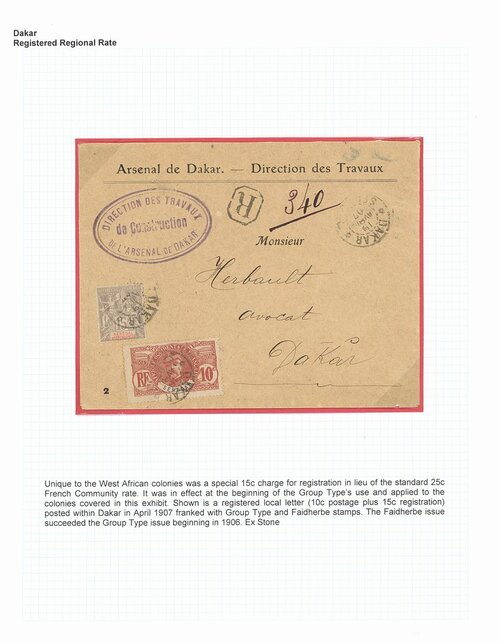 Dakar
Registered Regional Rate
Arsenal de Dakar. — Direction des Travaux
DIRECTION DES TRAVAUX
de Construction
DE L'ARSENAL DE DAKAR
R
340
DAKAR
Monsieur
Herbault
avocat
Dakar
DAKAR
RF
10
2
Unique to the West African colonies was a special 15c charge for registration in lieu of the standard 25c
French Community rate. It was in effect at the beginning of the Group Type's use and applied to the
colonies covered in this exhibit. Shown is a registered local letter (10c postage plus 15c registration)
posted within Dakar in April 1907 franked with Group Type and Faidherbe stamps. The Faidherbe issue
succeeded the Group Type issue beginning in 1906. Ex Stone